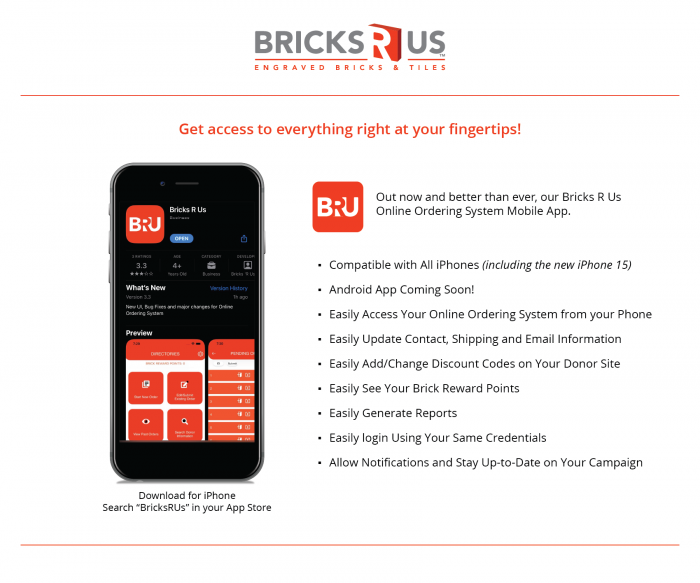 BRICKS R US
TM
ENGRAVED BRICKS & TILES
Get access to everything right at your fingertips!
BRU
Bricks R Us
Business
OPEN
AGE
CATEGORY
3.3
4+
Years Old
Business
Bricks R Us
What's New
Version History
Version 3.3
1h ago
New UI, Bug Fixes and major changes for Online
Ordering System
Preview
DIRECTORIES
BRU
Out now and better than ever, our Bricks R Us
Online Ordering System Mobile App.
▪ Compatible with All iPhones (including the new iPhone 15)
▪ Android App Coming Soon!
▪ Easily Access Your Online Ordering System from your Phone
▪ Easily Update Contact, Shipping and Email Information
▪ Easily Add/Change Discount Codes on Your Donor Site
▪ Easily See Your Brick Reward Points
▪ Easily Generate Reports
▪ Easily login Using Your Same Credentials
▪ Allow Notifications and Stay Up-to-Date on Your Campaign
Download for iPhone
Search “BricksRUs” in your App Store